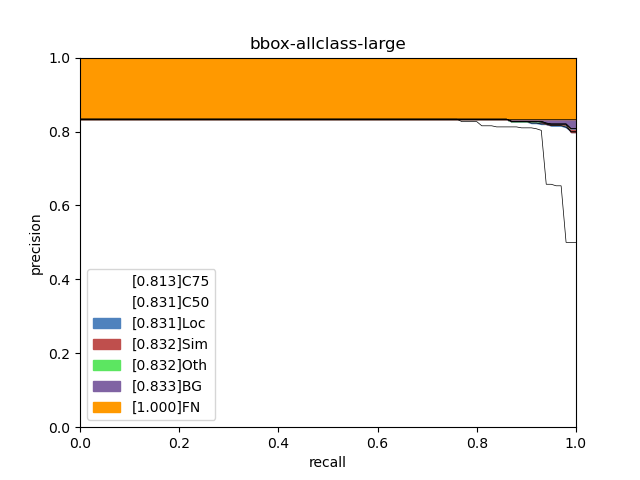 bbox-allclass-large
1.0
0.8
0.6
0.4
0.2
0.0
precision
[0.813]C75
[0.831]C50
[0.831]Loc
[0.832]Sim
[0.832]Oth
[0.833]BG
[1.000]FN
0.0 0.2 0.4 0.6 0.8 1.0
recall